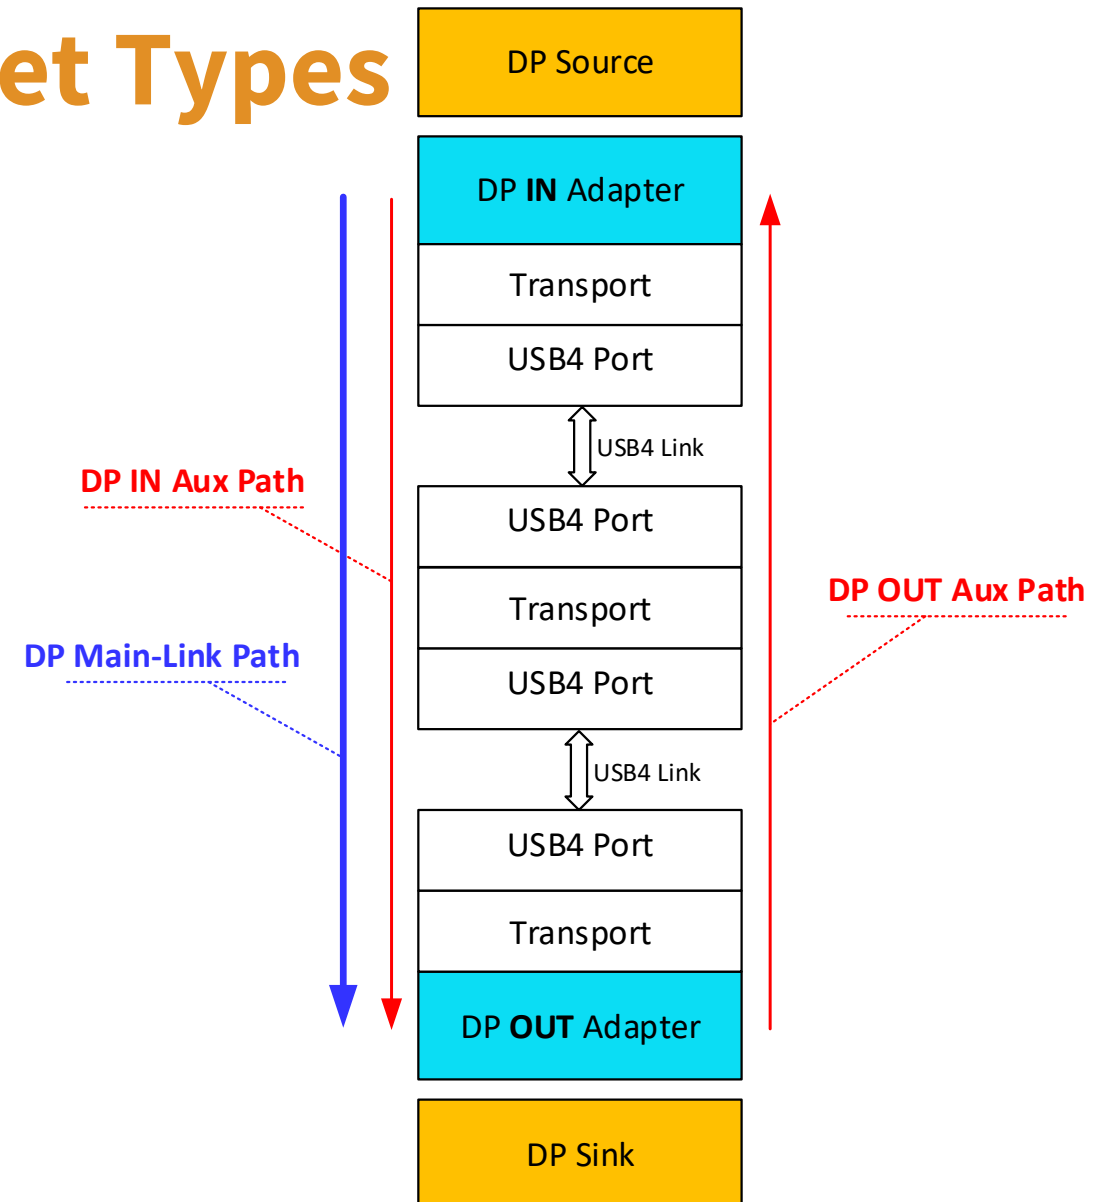 et Types
DP Source
DP IN Adapter
Transport
USB4 Port
USB4 Link
DP IN Aux Path
USB4 Port
DP OUT Aux Path
Transport
DP Main-Link Path
USB4 Port
USB4 Link
USB4 Port
Transport
DP OUT Adapter
DP Sink